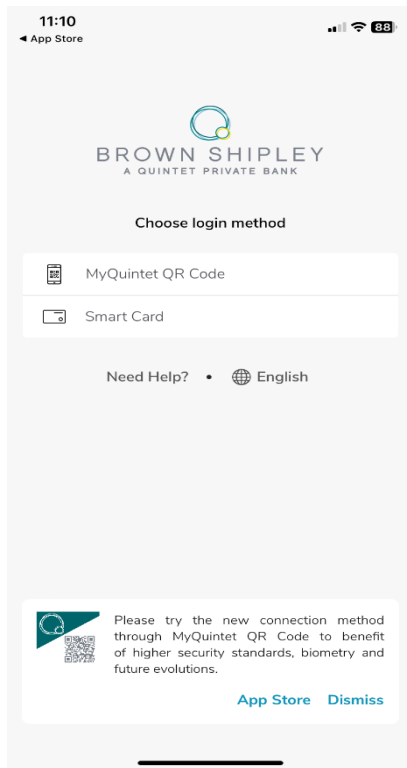 11:10
88
◀ App Store
BROWN SHIPLEY
A QUINTET PRIVATE BANK
Choose login method
MyQuintet QR Code
Smart Card
Need Help? • English
Please try the new connection method
through MyQuintet QR Code to benefit
of higher security standards, biometry and
future evolutions.
App Store Dismiss